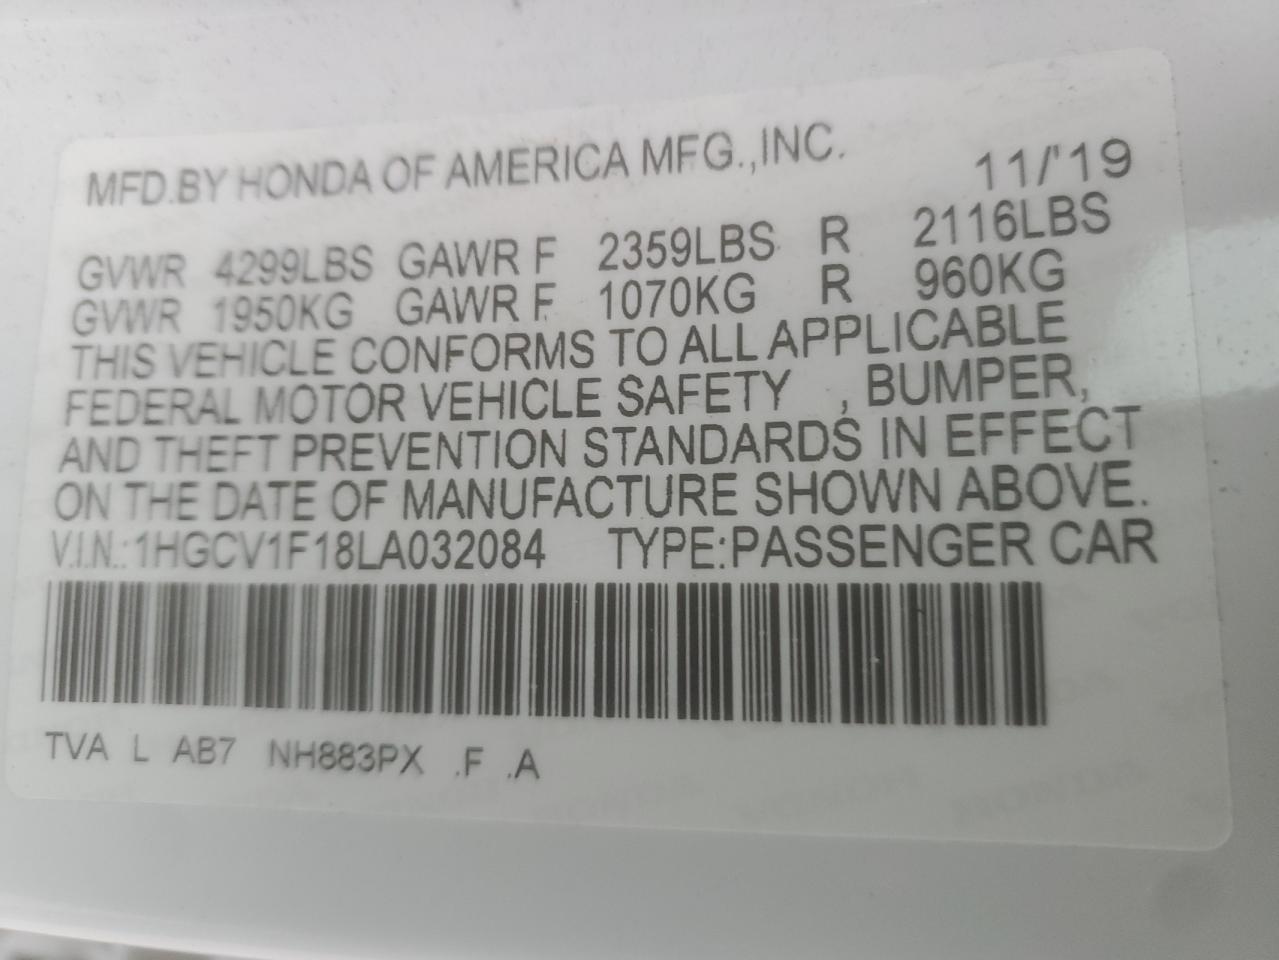 MFD.BY HONDA OF AMERICA MFG.,INC. 11/'19
GVWR 4299LBS GAWR F 2359LBS R 2116LBS
GVWR 1950KG GAWR F 1070KG R 960KG
THIS VEHICLE CONFORMS TO ALL APPLICABLE
FEDERAL MOTOR VEHICLE SAFETY , BUMPER,
AND THEFT PREVENTION STANDARDS IN EFFECT
ON THE DATE OF MANUFACTURE SHOWN ABOVE.
V.I.N.:1HGCV1F18LA032084 TYPE:PASSENGER CAR
TVA L AB7 NH883PX .F .A